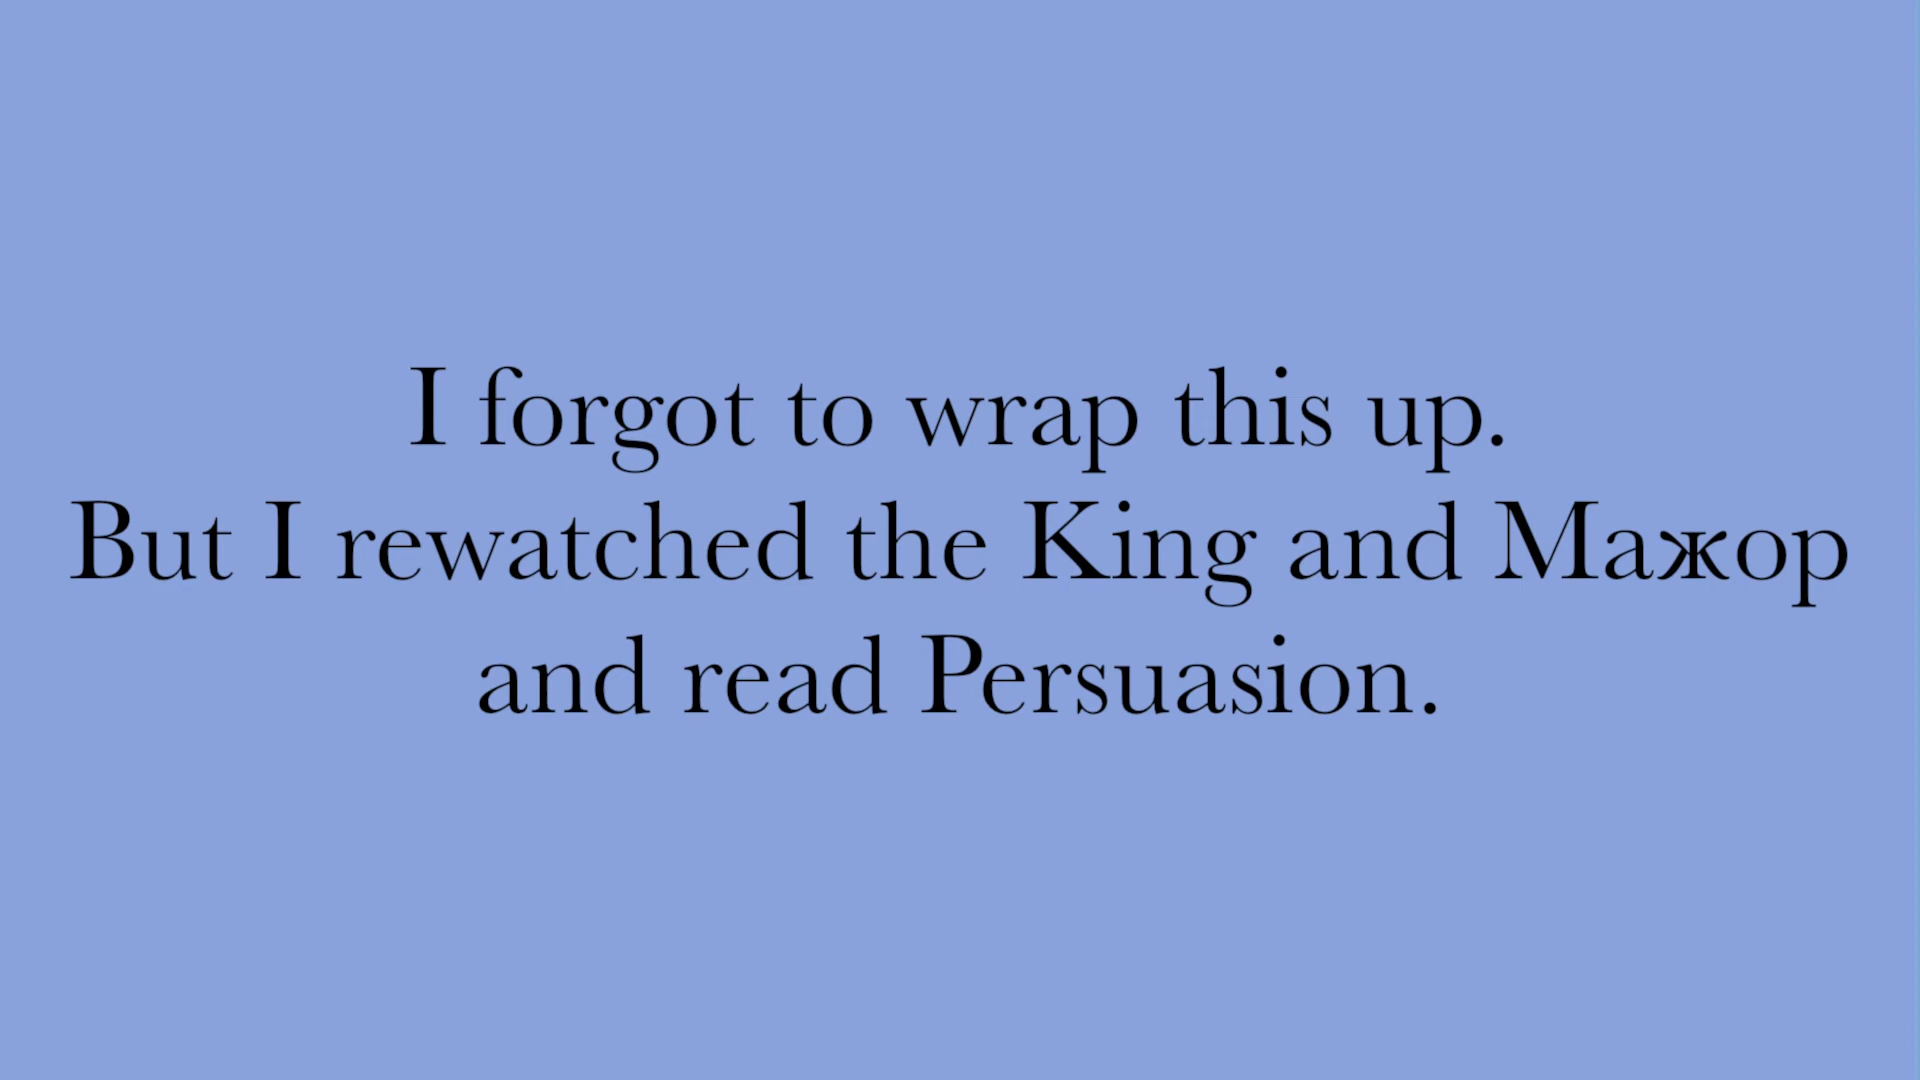 I forgot to wrap this up.
But I rewatched the King and Мажор
and read Persuasion.